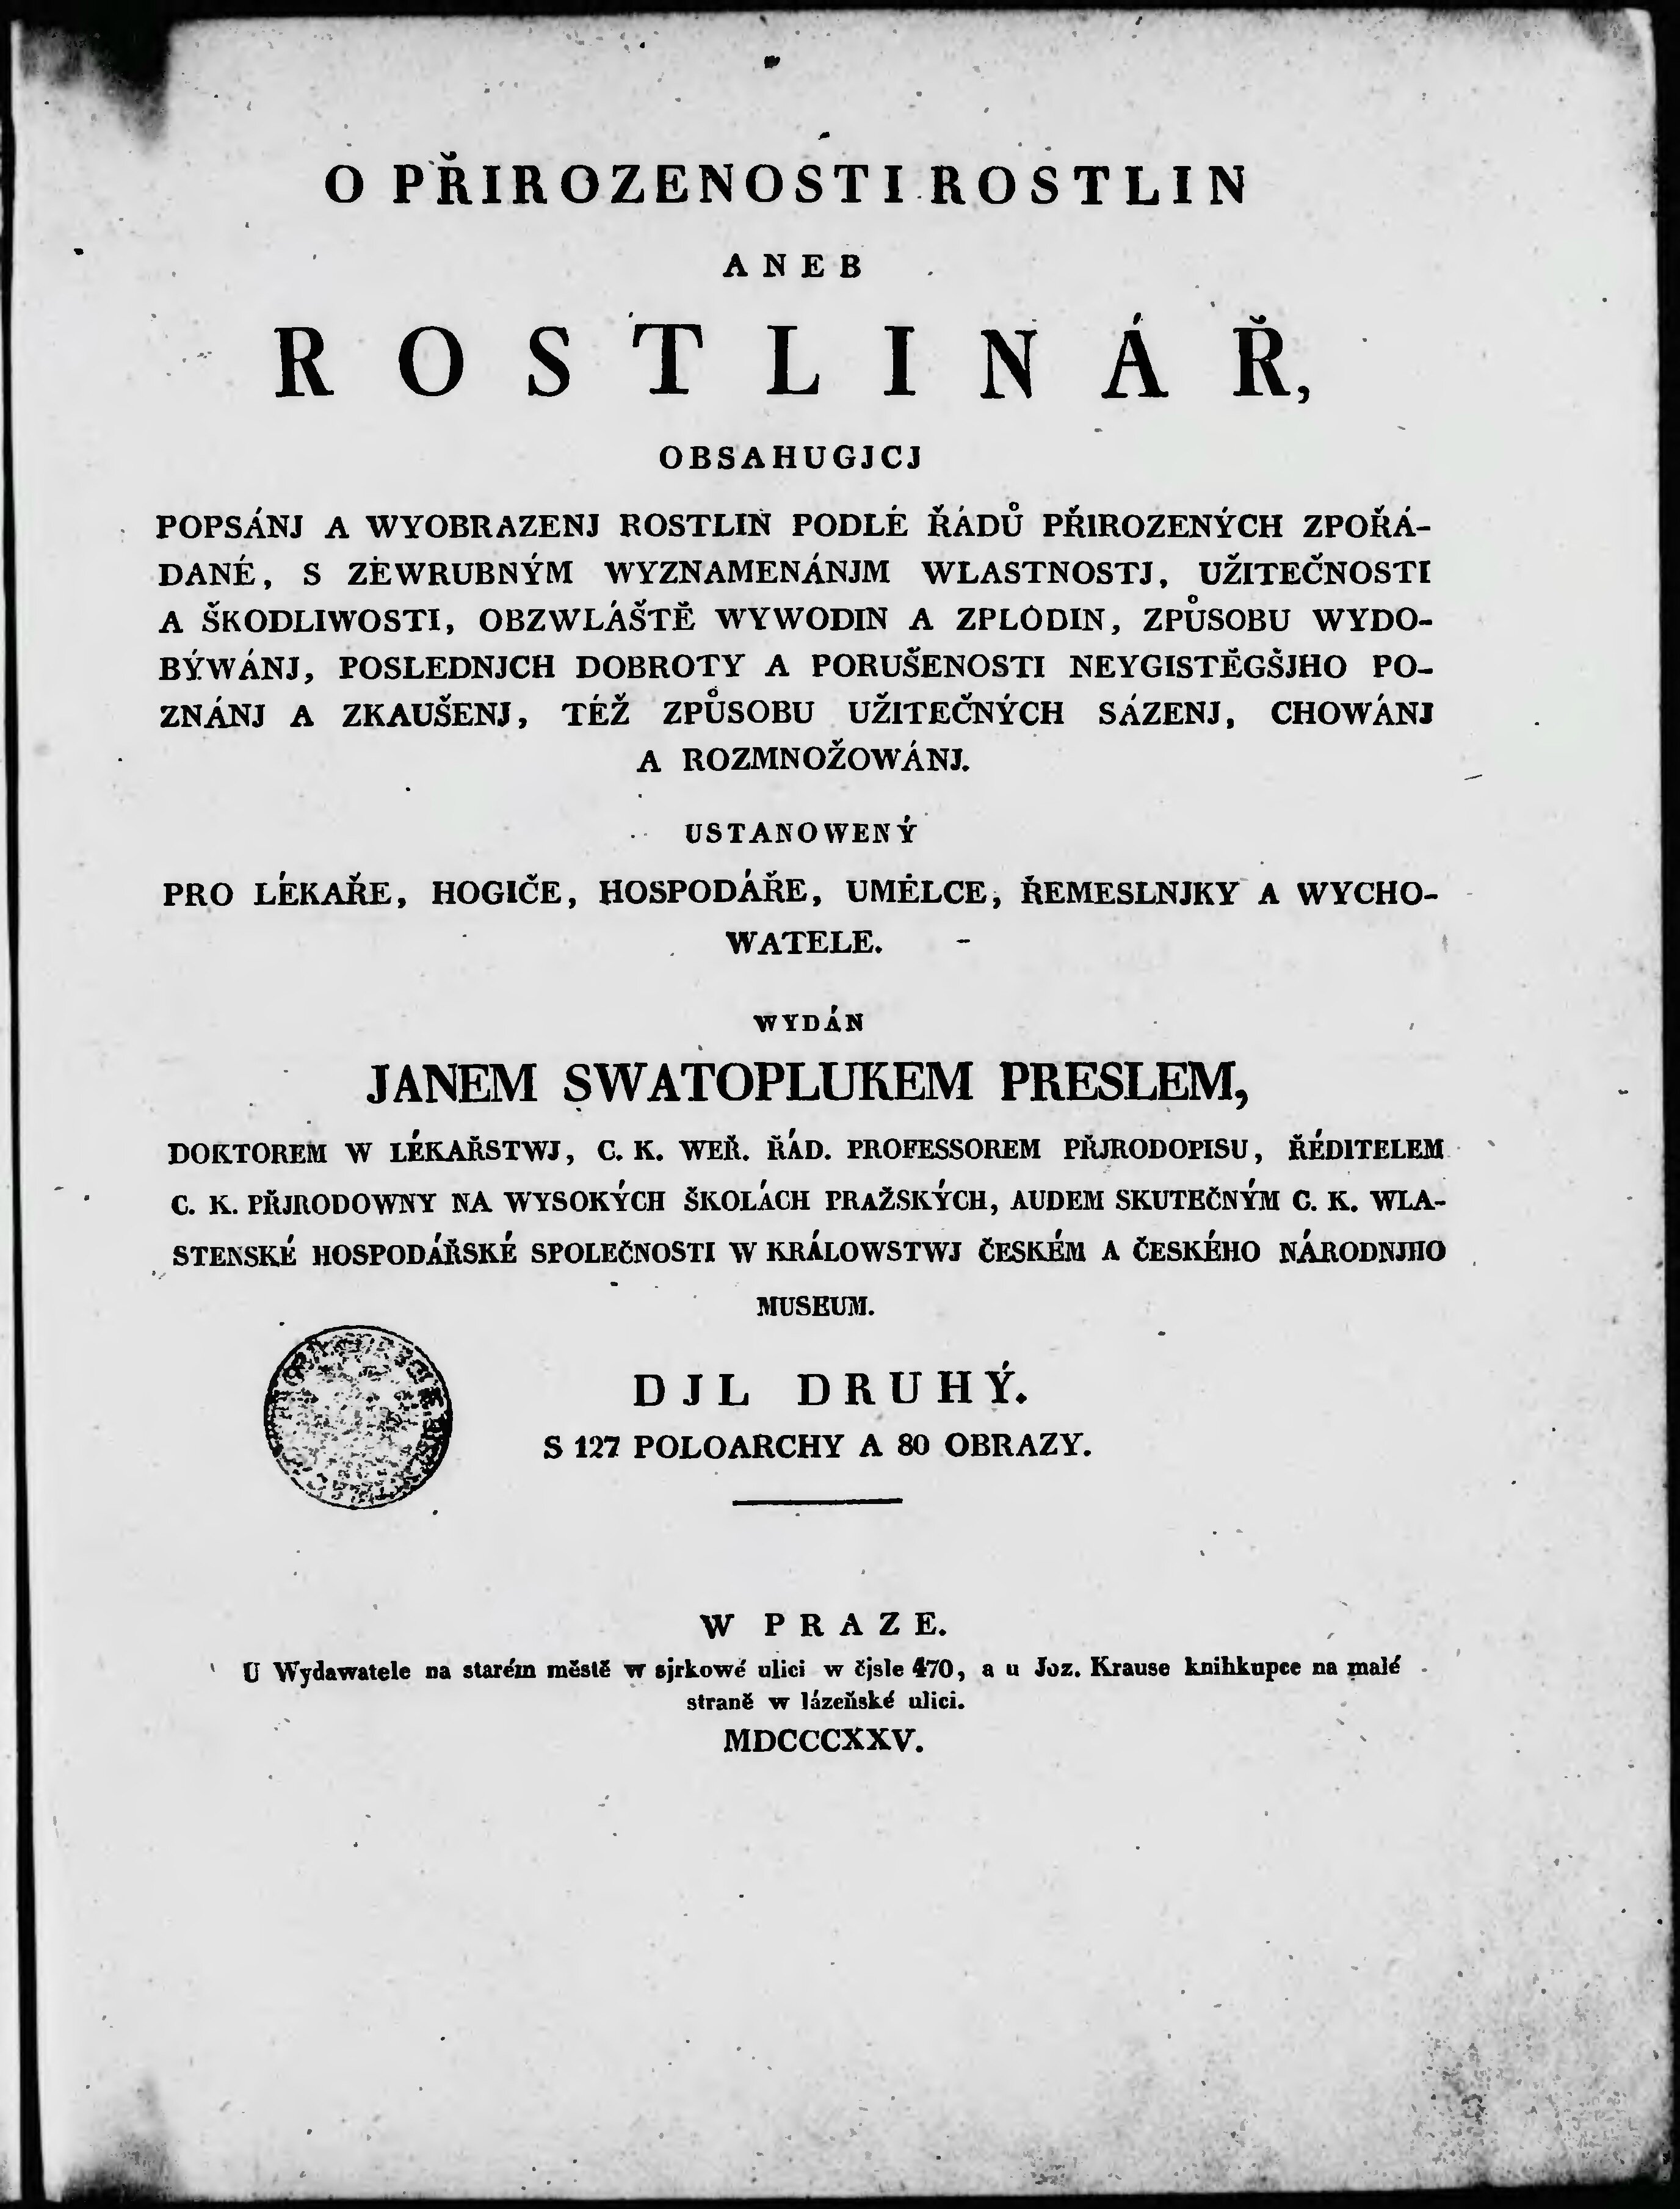 O PŘIROZENOSTI ROSTLIN
ANEB
ROSTLINÁŘ,
OBSAHUGJCJ
POPSÁNJ A WYOBRAZENJ ROSTLIN PODLÉ ŘÁDŮ PŘIROZENÝCH ZPOŘÁ-
DANÉ, S ZEWRUBNÝM WYZNAMENÁNJM WLASTNOSTJ, UŽITEČNOSTI
A ŠKODLIWOSTI, OBZWLÁŠTĚ WYWODIN A ZPLODIN, ZPŮSOBU WYDO-
BÝWÁNJ, POSLEDNJCH DOBROTY A PORUŠENOSTI NEYGISTĚGŠJHO PO-
ZNÁNJ A ZKAUŠENJ, TÉŽ ZPŮSOBU UŽITEČNÝCH SÁZENJ, CHOWÁNJ
A ROZMNOŽOWÁNJ.
USTANOWENÝ
PRO LÉKAŘE, HOGIČE, HOSPODÁŘE, UMĚLCE, ŘEMESLNJKY A WYCHO-
WATELE.
WYDÁN
JANEM SWATOPLUKEM PRESLEM,
DOKTOREM W LÉKAŘSTWJ, C. K. WEŘ. ŘÁD. PROFESSOREM PŘJRODOPISU, ŘÉDITELEM
C. K. PŘJRODOWNY NA WYSOKÝCH ŠKOLÁCH PRAŽSKÝCH, AUDEM SKUTEČNÝM C. K. WLA-
STENSKÉ HOSPODÁŘSKÉ SPOLEČNOSTI W KRÁLOWSTWJ ČESKÉM A ČESKÉHO NÁRODNJHO
MUSEUM.
DJL DRUHÝ.
S 127 POLOARCHY A 80 OBRAZY.
W PRAZE.
U Wydawatele na starém městě w sjrkowé ulici w čjsle 470, a u Joz. Krause knihkupce na malé
straně w lázeňské ulici.
MDCCCXXV.